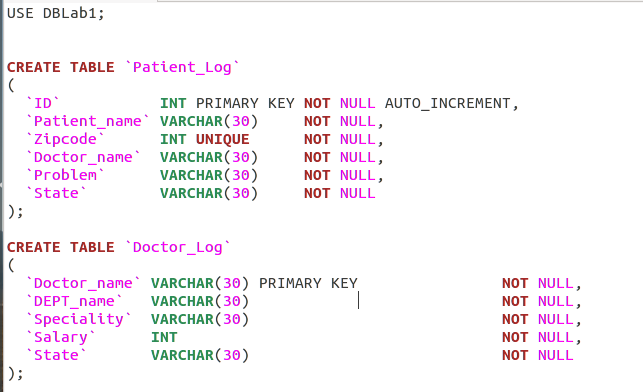 USE DBLab1;
CREATE TABLE `Patient_Log`
(
`ID` INT PRIMARY KEY NOT NULL AUTO_INCREMENT,
`Patient_name` VARCHAR(30) NOT NULL,
`Zipcode` INT UNIQUE NOT NULL,
`Doctor_name` VARCHAR(30) NOT NULL,
`Problem` VARCHAR(30) NOT NULL,
`State` VARCHAR(30) NOT NULL
);
CREATE TABLE `Doctor_Log`
(
`Doctor_name` VARCHAR(30) PRIMARY KEY NOT NULL,
`DEPT_name` VARCHAR(30) NOT NULL,
`Speciality` VARCHAR(30) NOT NULL,
`Salary` INT NOT NULL,
`State` VARCHAR(30) NOT NULL
);